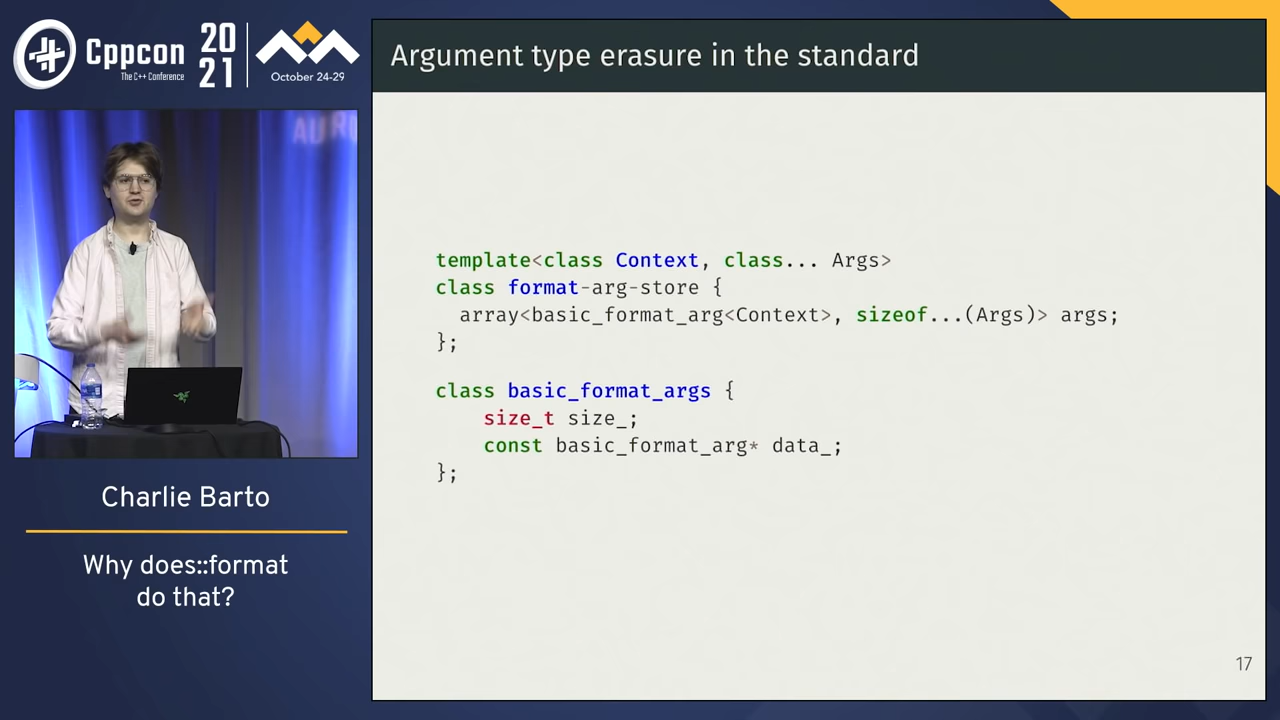 Cppcon
The C++ Conference
20
21
October 24-29
Argument type erasure in the standard
template<class Context, class... Args>
class format-arg-store {
  array<basic_format_arg<Context>, sizeof...(Args)> args;
};
class basic_format_args {
    size_t size_;
    const basic_format_arg* data_;
};
Charlie Barto
Why does::format
do that?
17